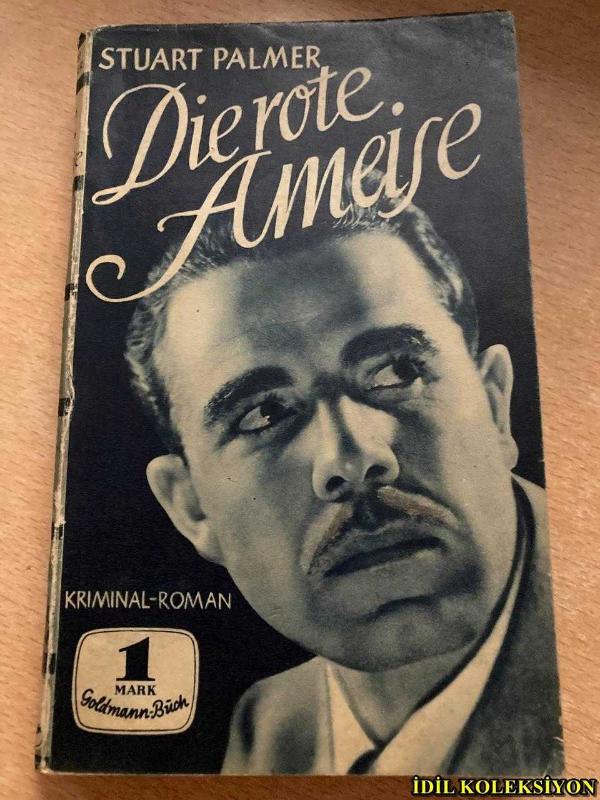 STUART PALMER
Die rote
Ameise
KRIMINAL-ROMAN
1
MARK
Goldmann-Buch
İDİL KOLEKSİYON